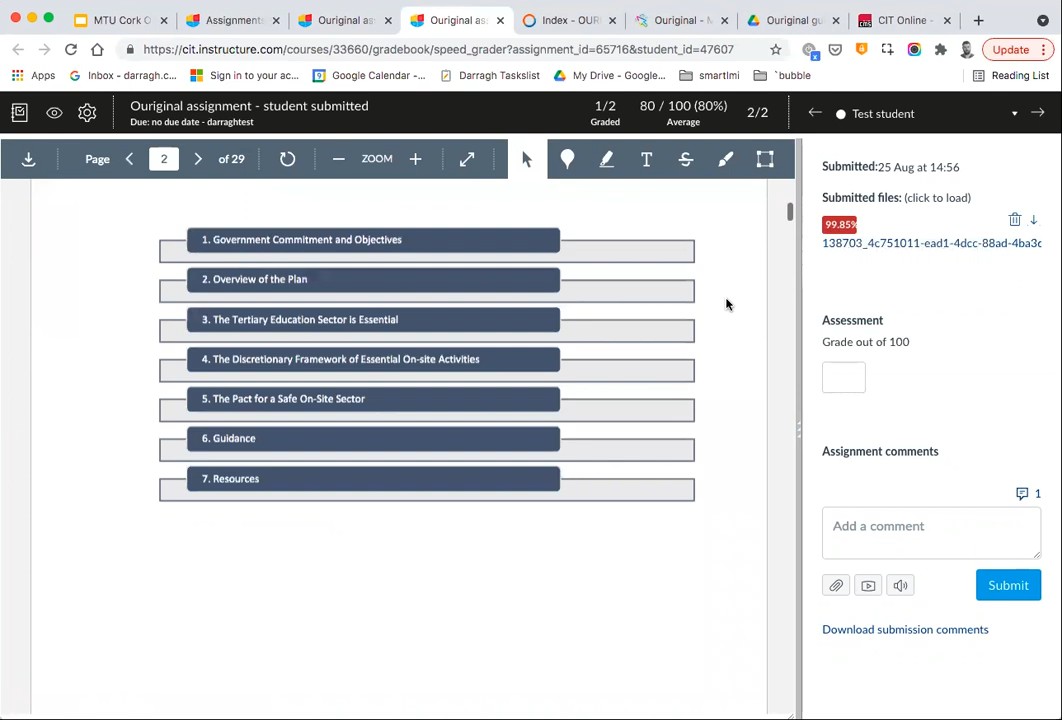 MTU Cork O
Assignments
Ouriginal as
Ouriginal as
Index - OURI
Ouriginal - M
Ouriginal gu
CIT Online -
https://cit.instructure.com/courses/33660/gradebook/speed_grader?assignment_id=65716&student_id=47607
Update
Apps
Inbox - darragh.c...
Sign in to your ac...
Google Calendar -...
Darragh Taskslist
My Drive - Google...
smartlmi
`bubble
Reading List
Ouriginal assignment - student submitted
Due: no due date - darraghtest
1/2
Graded
80 / 100 (80%)
Average
2/2
Test student
Page 2 of 29
ZOOM
1. Government Commitment and Objectives
2. Overview of the Plan
3. The Tertiary Education Sector is Essential
4. The Discretionary Framework of Essential On-site Activities
5. The Pact for a Safe On-Site Sector
6. Guidance
7. Resources
Submitted: 25 Aug at 14:56
Submitted files: (click to load)
99.85%
138703_4c751011-ead1-4dcc-88ad-4ba3c
Assessment
Grade out of 100
Assignment comments
1
Add a comment
Submit
Download submission comments